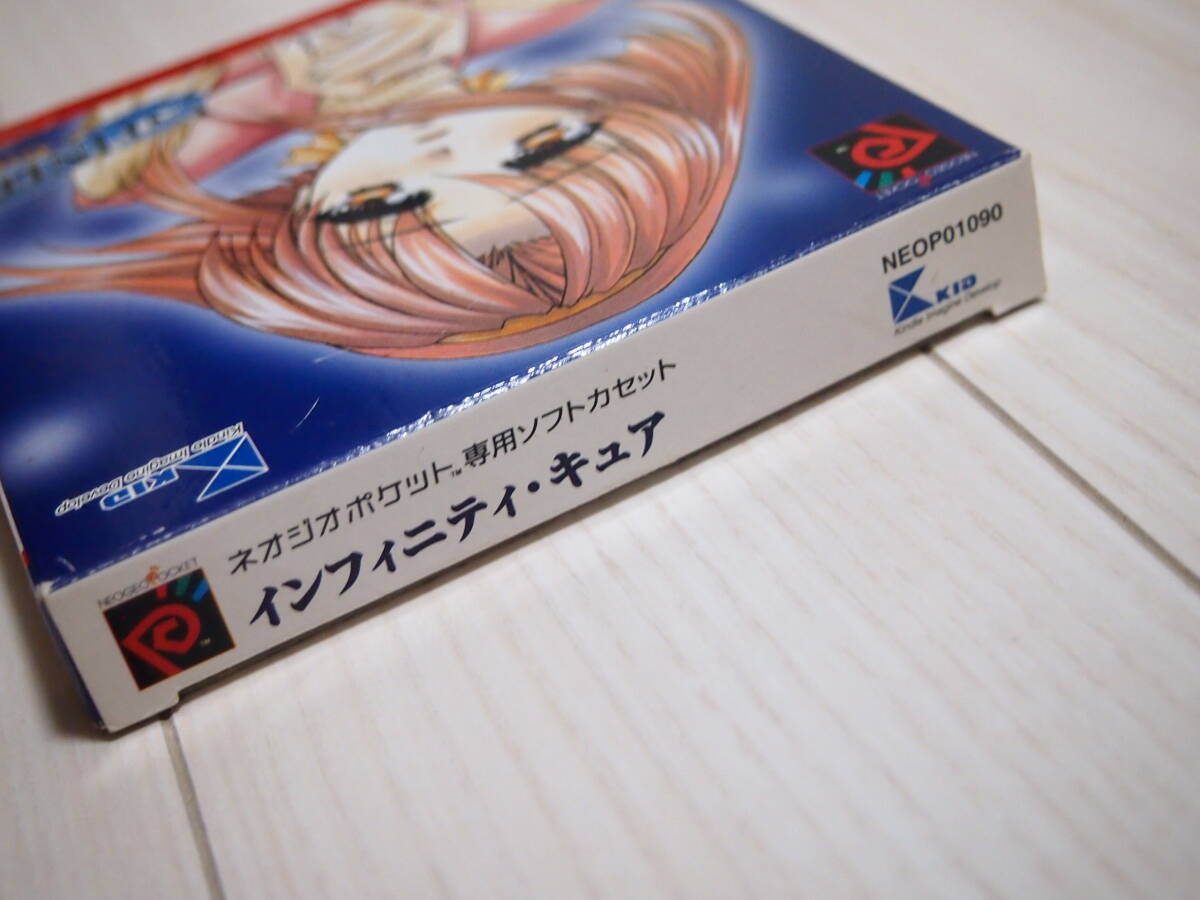 ネオジオポケット™専用ソフトカセット
インフィニティ・キュア
NEOGEO POCKET
NEOP01090
KID
Kindle Imagine Develop
KID
Kindle Imagine Develop